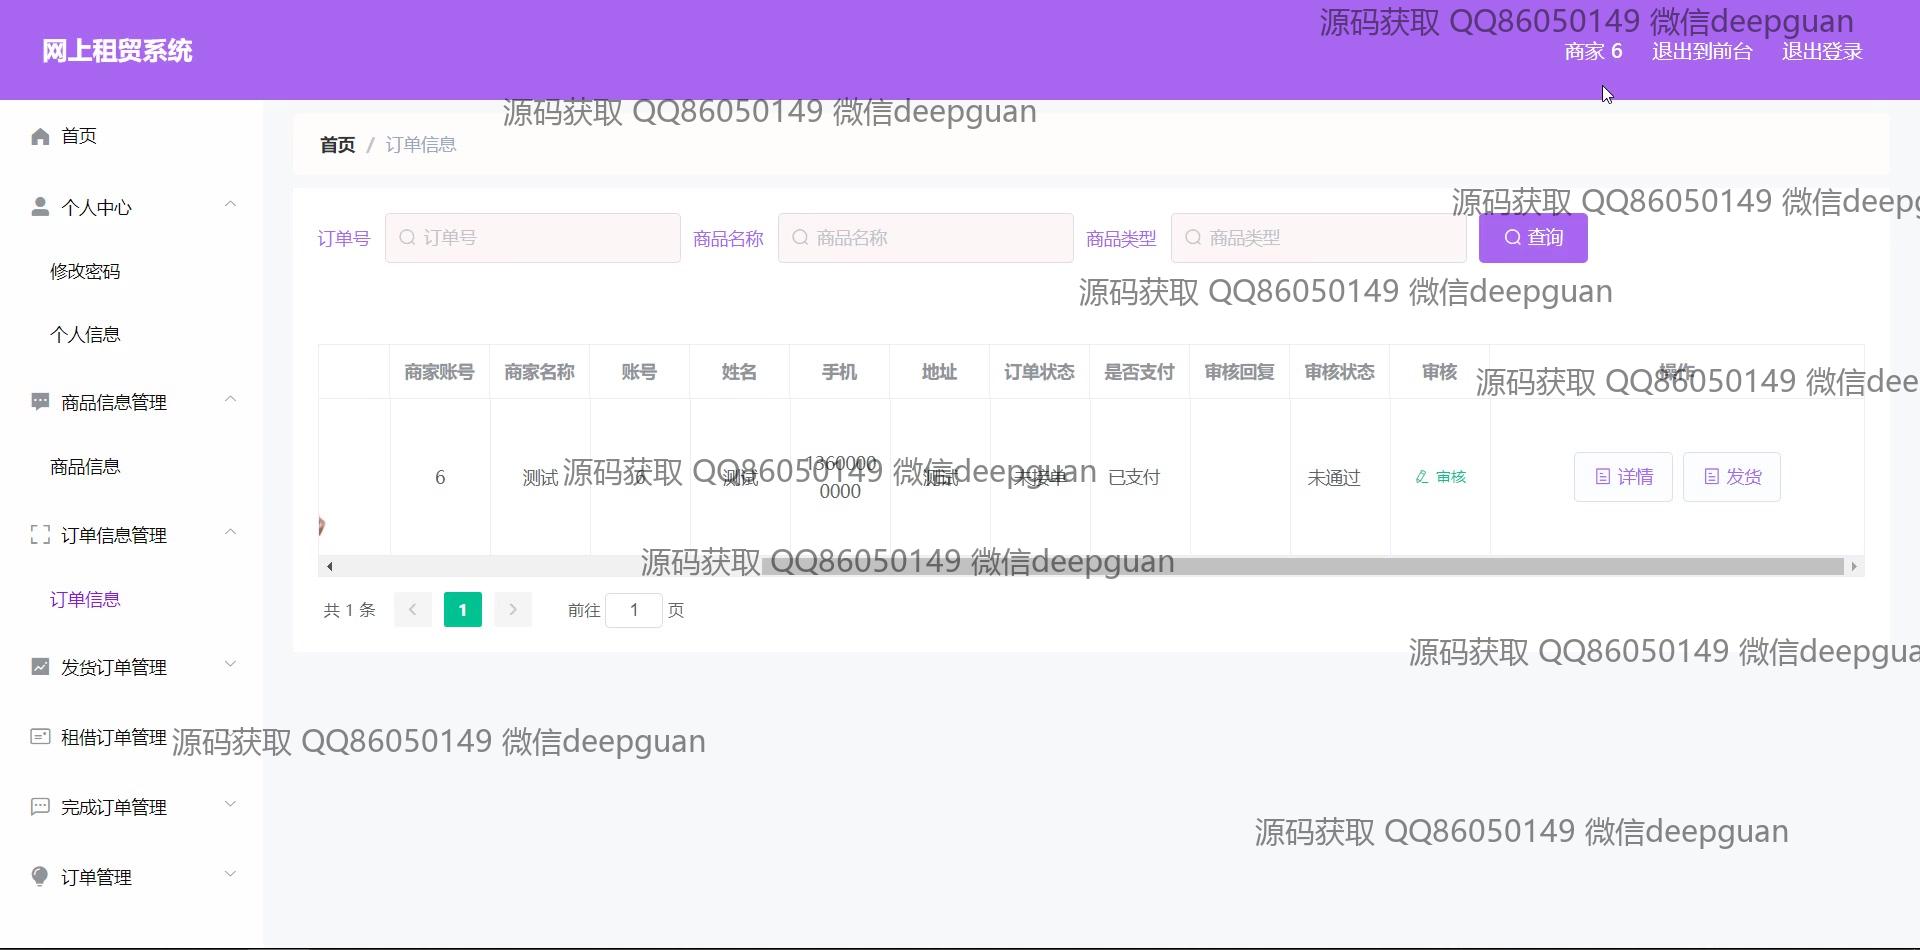 源码获取 QQ86050149 微信deepguan
网上租贸系统
商家 6 退出到前台 退出登录
源码获取 QQ86050149 微信deepguan
首页
首页 / 订单信息
个人中心
源码获取 QQ86050149 微信deepg
订单号 订单号 商品名称 商品名称 商品类型 商品类型 查询
修改密码
源码获取 QQ86050149 微信deepguan
个人信息
商家账号 商家名称 账号 姓名 手机 地址 订单状态 是否支付 审核回复 审核状态 审核 操作
源码获取 QQ86050149 微信dee
商品信息管理
商品信息
6 测试 6 测试 13600000000 测试 未接单 已支付 未通过 审核 详情 发货
源码获取 QQ86050149 微信deepguan
订单信息管理
源码获取 QQ86050149 微信deepguan
订单信息
共 1 条 1 前往 1 页
源码获取 QQ86050149 微信deepgua
发货订单管理
租借订单管理
源码获取 QQ86050149 微信deepguan
完成订单管理
源码获取 QQ86050149 微信deepguan
订单管理